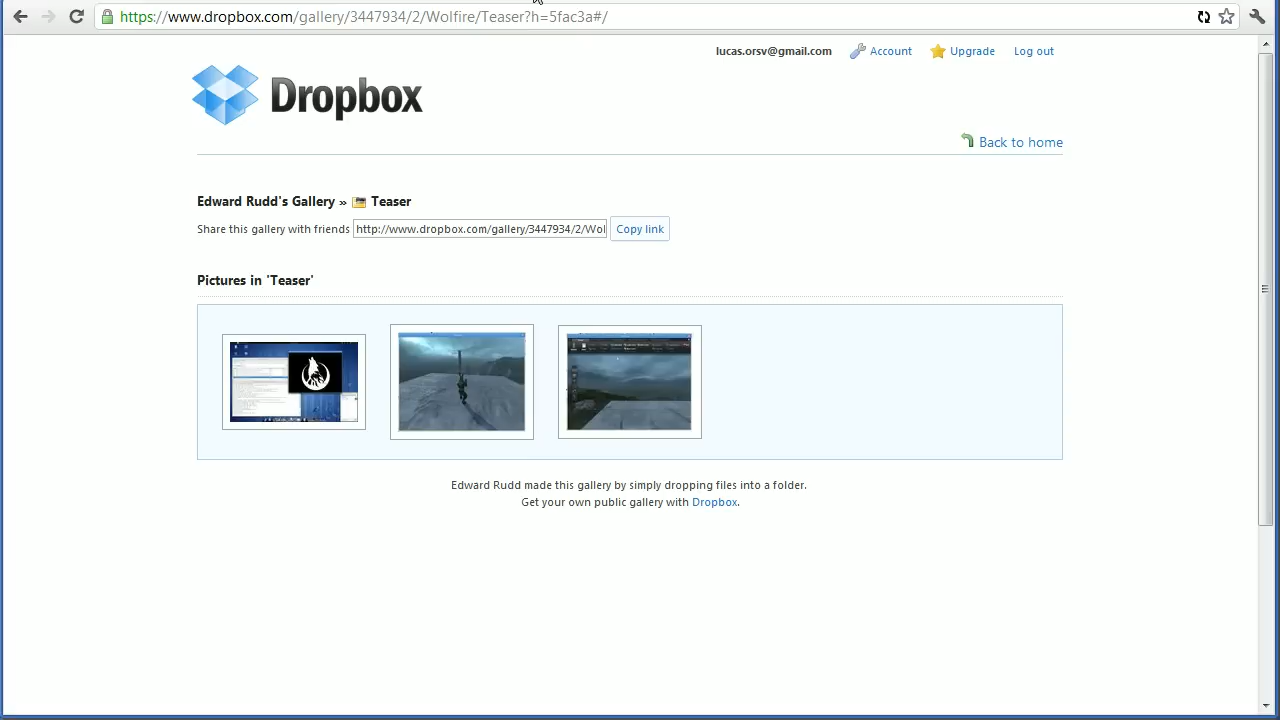 https://www.dropbox.com/gallery/3447934/2/Wolfire/Teaser?h=5fac3a#/
lucas.orsv@gmail.com Account Upgrade Log out
Dropbox
Back to home
Edward Rudd's Gallery » Teaser
Share this gallery with friends http://www.dropbox.com/gallery/3447934/2/Wol Copy link
Pictures in 'Teaser'
Edward Rudd made this gallery by simply dropping files into a folder.
Get your own public gallery with Dropbox.